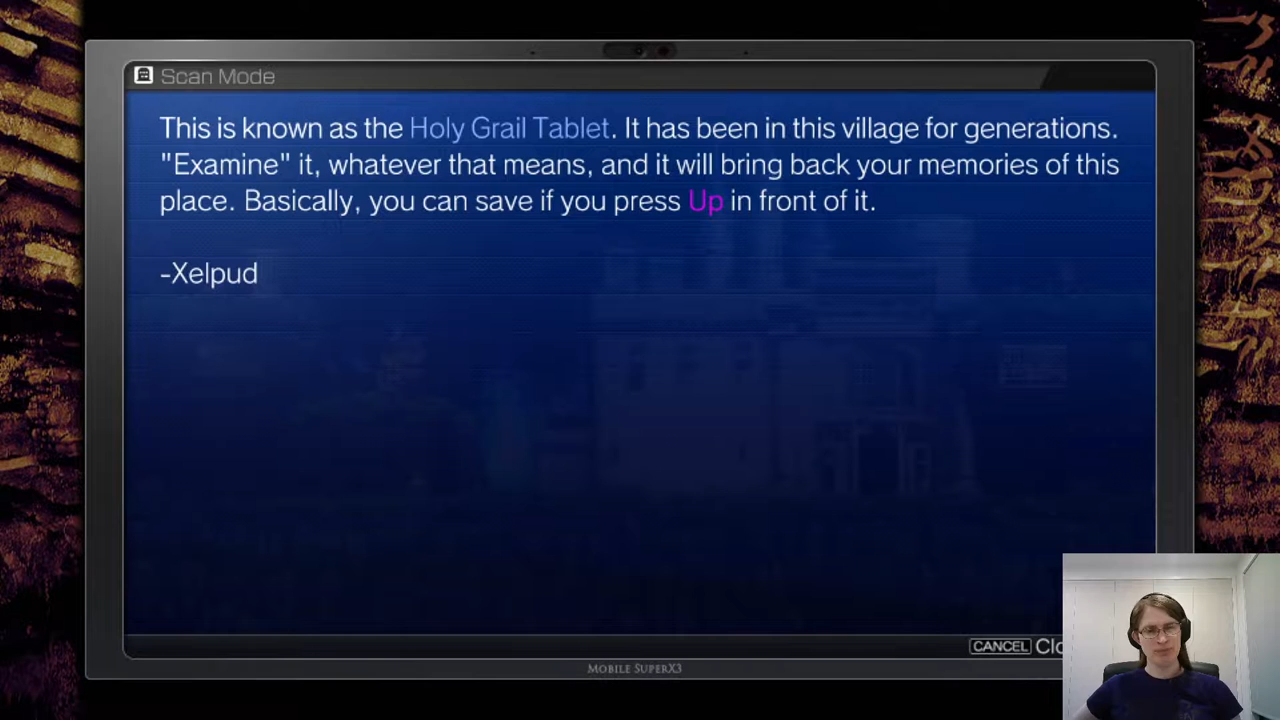 Scan Mode
This is known as the Holy Grail Tablet. It has been in this village for generations.
"Examine" it, whatever that means, and it will bring back your memories of this
place. Basically, you can save if you press Up in front of it.
-Xelpud
CANCEL Clo
MOBILE SUPERX3